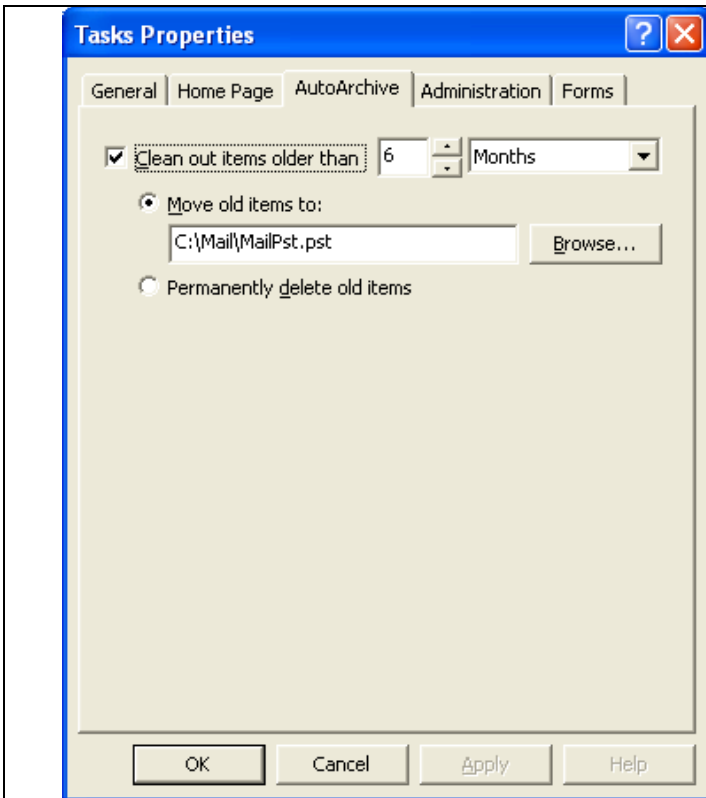 Tasks Properties
General Home Page AutoArchive Administration Forms
Clean out items older than 6 Months
Move old items to:
C:\Mail\MailPst.pst Browse...
Permanently delete old items
OK Cancel Apply Help